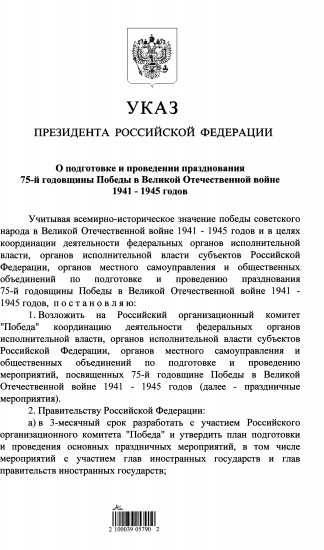 УКАЗ
ПРЕЗИДЕНТА РОССИЙСКОЙ ФЕДЕРАЦИИ
О подготовке и проведении празднования
75-й годовщины Победы в Великой Отечественной войне
1941 - 1945 годов
Учитывая всемирно-историческое значение победы советского
народа в Великой Отечественной войне 1941 - 1945 годов и в целях
координации деятельности федеральных органов исполнительной
власти, органов исполнительной власти субъектов Российской
Федерации, органов местного самоуправления и общественных
объединений по подготовке и проведению празднования
75-й годовщины Победы в Великой Отечественной войне 1941 -
1945 годов, п о с т а н о в л я ю:
1. Возложить на Российский организационный комитет
"Победа" координацию деятельности федеральных органов
исполнительной власти, органов исполнительной власти субъектов
Российской Федерации, органов местного самоуправления и
общественных объединений по подготовке и проведению
мероприятий, посвященных 75-й годовщине Победы в Великой
Отечественной войне 1941 - 1945 годов (далее - праздничные
мероприятия).
2. Правительству Российской Федерации:
а) в 3-месячный срок разработать с участием Российского
организационного комитета "Победа" и утвердить план подготовки
и проведения основных праздничных мероприятий, в том числе
мероприятий с участием глав иностранных государств и глав
правительств иностранных государств;
2 100039 05790 2